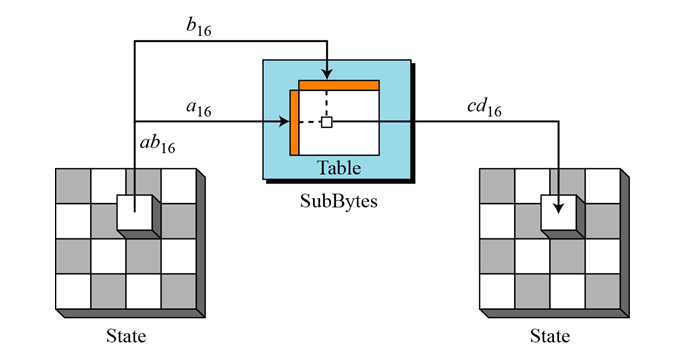 b16
a16
cd16
ab16
Table
SubBytes
State
State